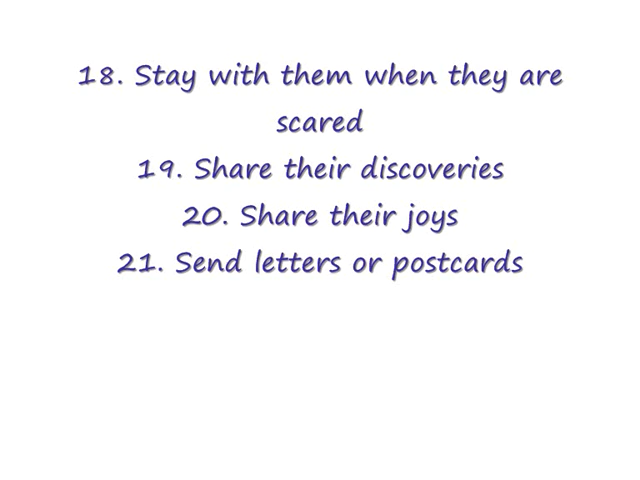 18. Stay with them when they are
scared
19. Share their discoveries
20. Share their joys
21. Send letters or postcards